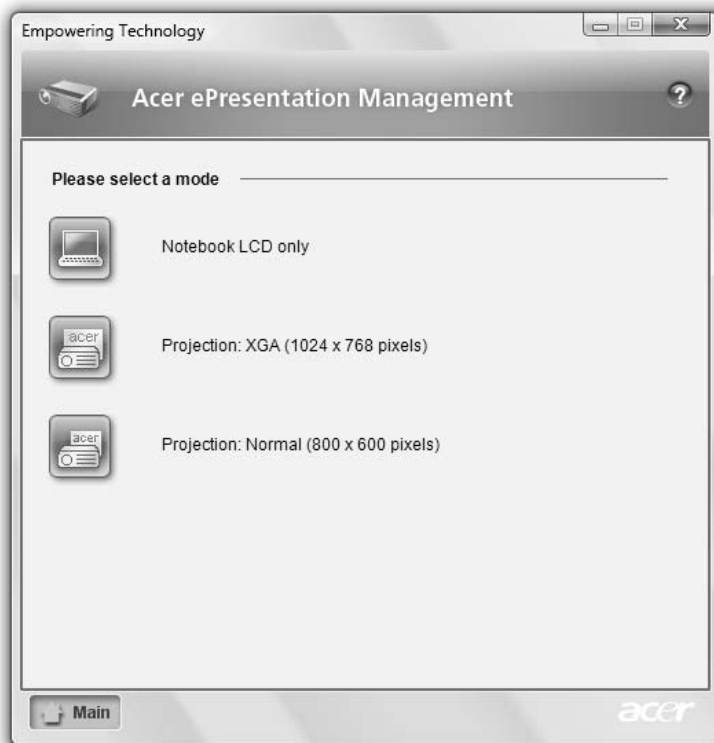 Empowering Technology
Acer ePresentation Management
?
Please select a mode
Notebook LCD only
acer
Projection: XGA (1024 x 768 pixels)
acer
Projection: Normal (800 x 600 pixels)
Main
acer